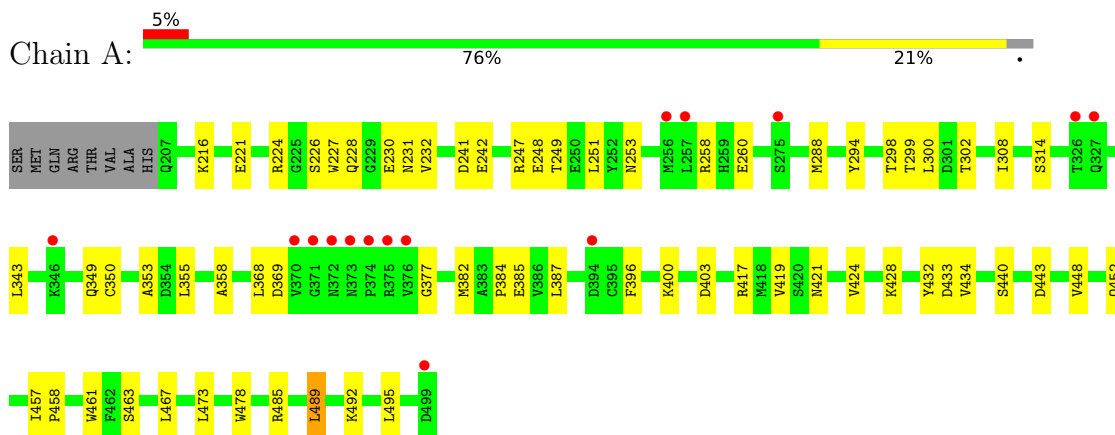 5%
Chain A:
76% 21% •
SER MET GLN ARG THR VAL ALA HIS Q207 K216 E221 R224 G225 S226 W227 Q228 G229 E230 N231 V232 D241 E242 R247 E248 T249 E250 L251 Y252 N253 M256 L257 R258 H259 E260 S275 M288 Y294 T298 T299 L300 D301 T302 I308 S314 T326 Q327
L343 K346 Q349 C350 A353 D354 L355 A358 L368 D369 V370 G371 N372 N373 P374 R375 V376 G377 M382 A383 P384 E385 V386 L387 D394 C395 F396 K400 D403 R417 M418 V419 S420 N421 V424 K428 Y432 D433 V434 S440 D443 V448
I457 P458 W461 F462 S463 L467 L473 W478 R485 L489 K492 L495 D499